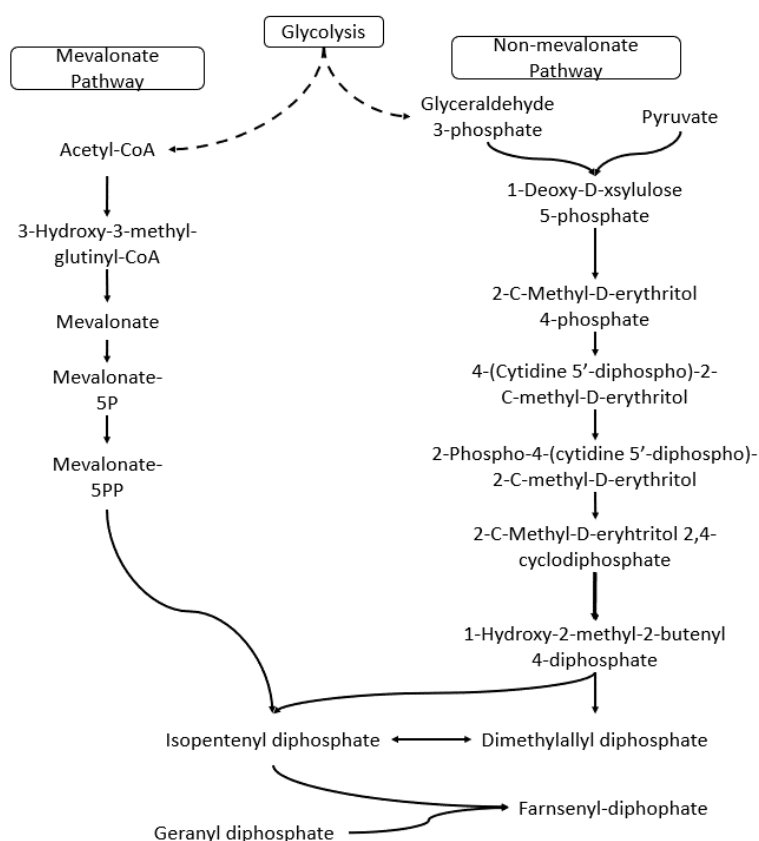 Glycolysis
Mevalonate
Pathway
Non-mevalonate
Pathway
Glyceraldehyde
3-phosphate
Pyruvate
Acetyl-CoA
1-Deoxy-D-xsylulose
5-phosphate
3-Hydroxy-3-methyl-
glutinyl-CoA
2-C-Methyl-D-erythritol
4-phosphate
Mevalonate
Mevalonate-
5P
4-(Cytidine 5’-diphospho)-2-
C-methyl-D-erythritol
Mevalonate-
5PP
2-Phospho-4-(cytidine 5’-diphospho)-
2-C-methyl-D-erythritol
2-C-Methyl-D-eryhtritol 2,4-
cyclodiphosphate
1-Hydroxy-2-methyl-2-butenyl
4-diphosphate
Isopentenyl diphosphate
Dimethylallyl diphosphate
Farnsenyl-diphophate
Geranyl diphosphate